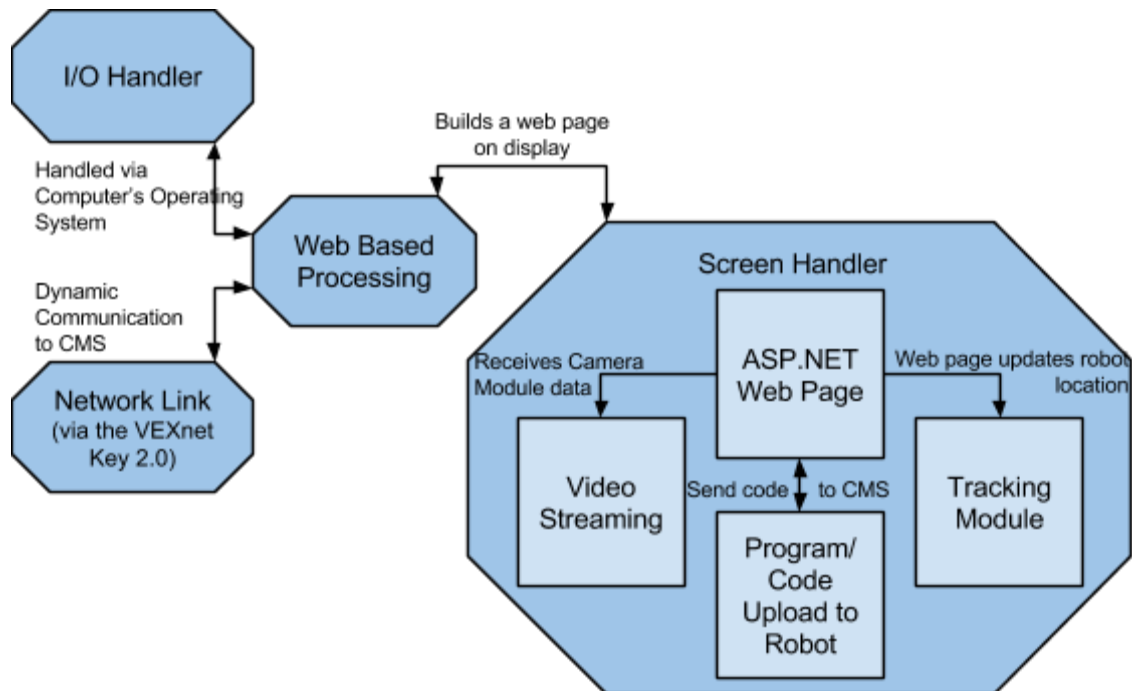 I/O Handler
Handled via
Computer's Operating
System
Builds a web page
on display
Web Based
Processing
Dynamic
Communication
to CMS
Network Link
(via the VEXnet
Key 2.0)
Screen Handler
Receives Camera
Module data
ASP.NET
Web Page
Web page updates robot
location
Video
Streaming
Send code to CMS
Tracking
Module
Program/
Code
Upload to
Robot